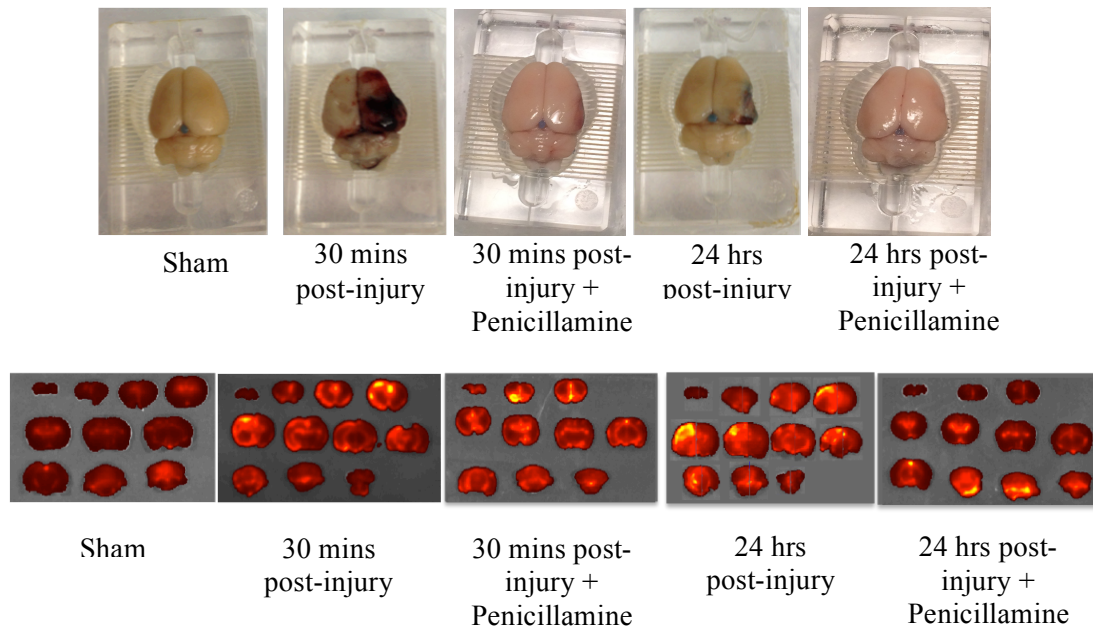 Sham
30 mins
post-injury
30 mins post-
injury +
Penicillamine
24 hrs
post-injury
24 hrs post-
injury +
Penicillamine
Sham
30 mins
post-injury
30 mins post-
injury +
Penicillamine
24 hrs
post-injury
24 hrs post-
injury +
Penicillamine